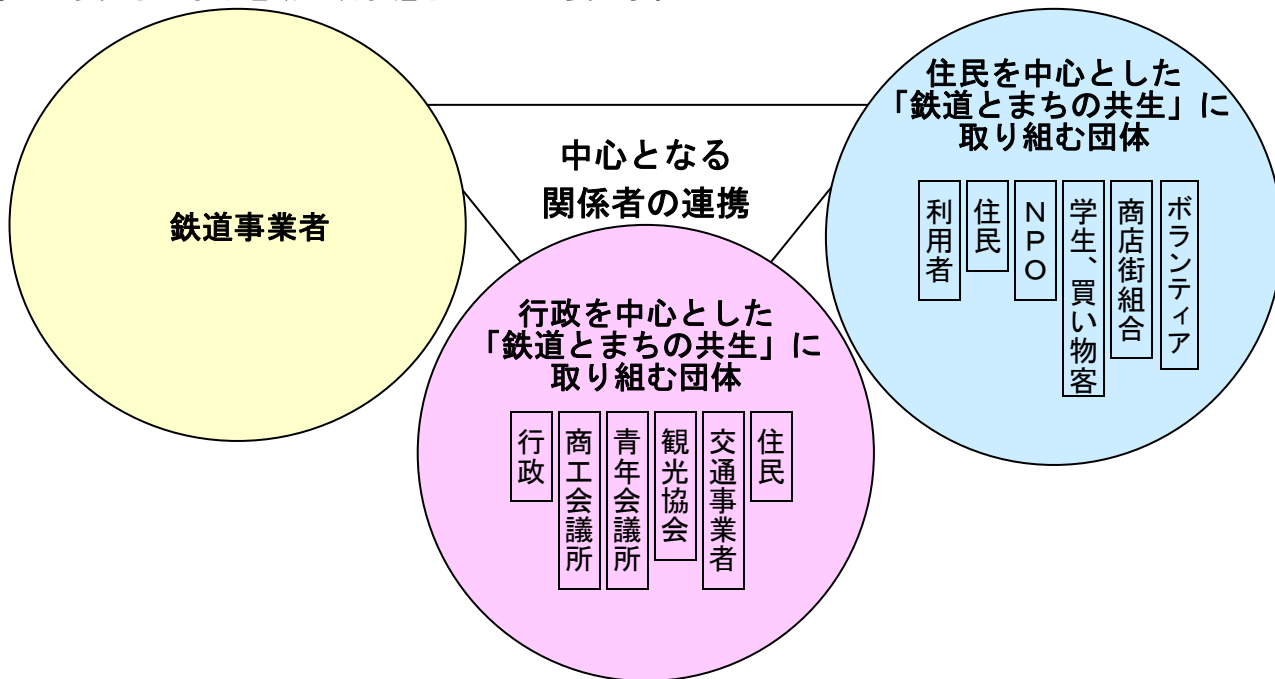 鉄道事業者
中心となる
関係者の連携
住民を中心とした
「鉄道とまちの共生」に
取り組む団体
利用者
住民
NPO
学生、買い物客
商店街組合
ボランティア
行政を中心とした
「鉄道とまちの共生」に
取り組む団体
行政
商工会議所
青年会議所
観光協会
交通事業者
住民